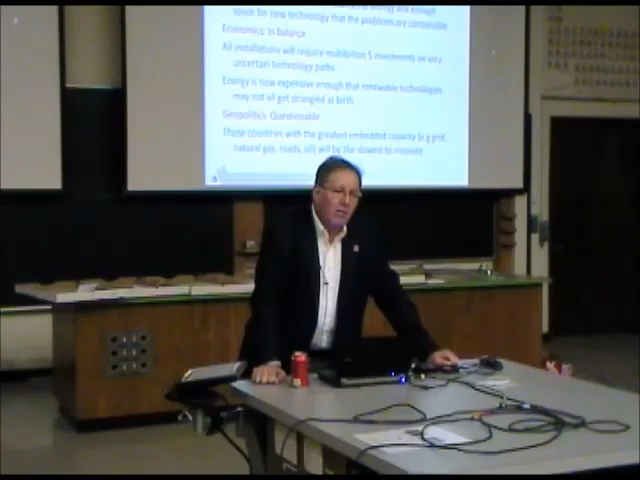 space for new technology that the problems are containable
Economics: In balance
All installations will require multibillion $ investments on very
uncertain technology paths
Energy is now expensive enough that renewable technologies
may not all get strangled at birth
Geopolitics: Questionable
Those countries with the greatest embedded capacity (e.g grid,
natural gas, roads, oil) will be the slowest to innovate